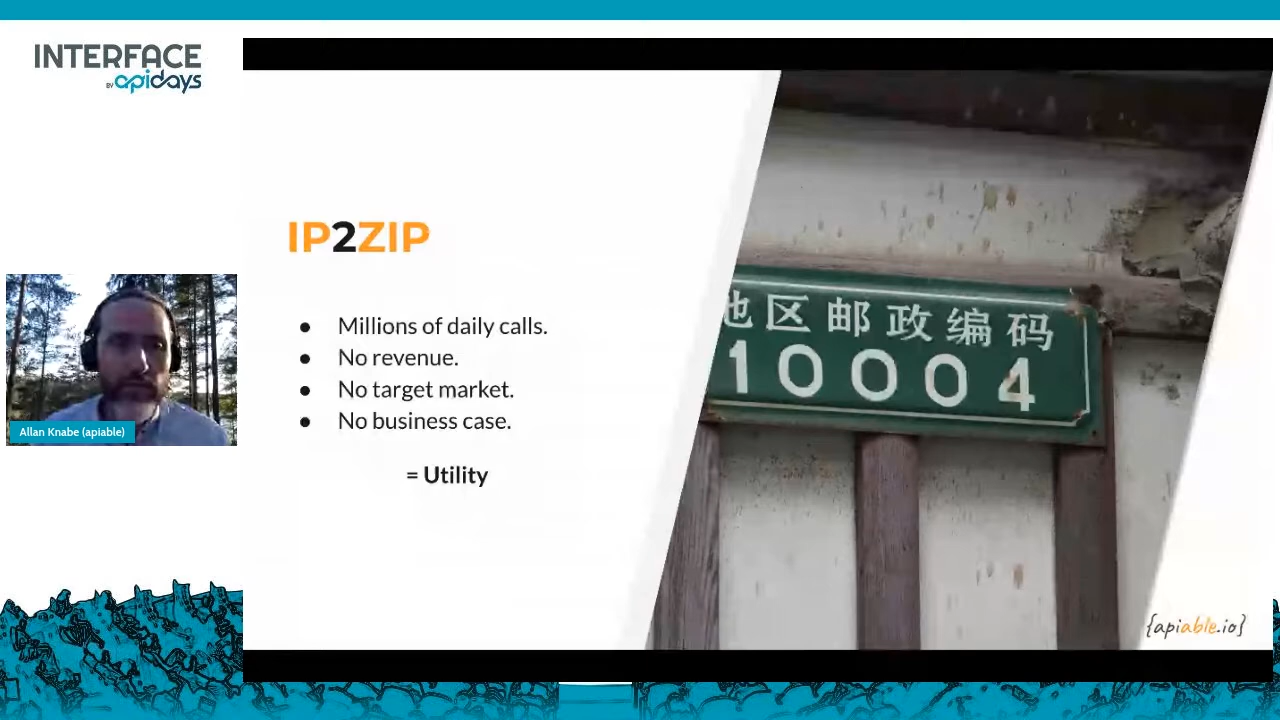 INTERFACE
BY apidays
IP2ZIP
● Millions of daily calls.
● No revenue.
● No target market.
● No business case.
= Utility
地区邮政编码
10004
Allan Knabe (apiable)
{apiable.io}